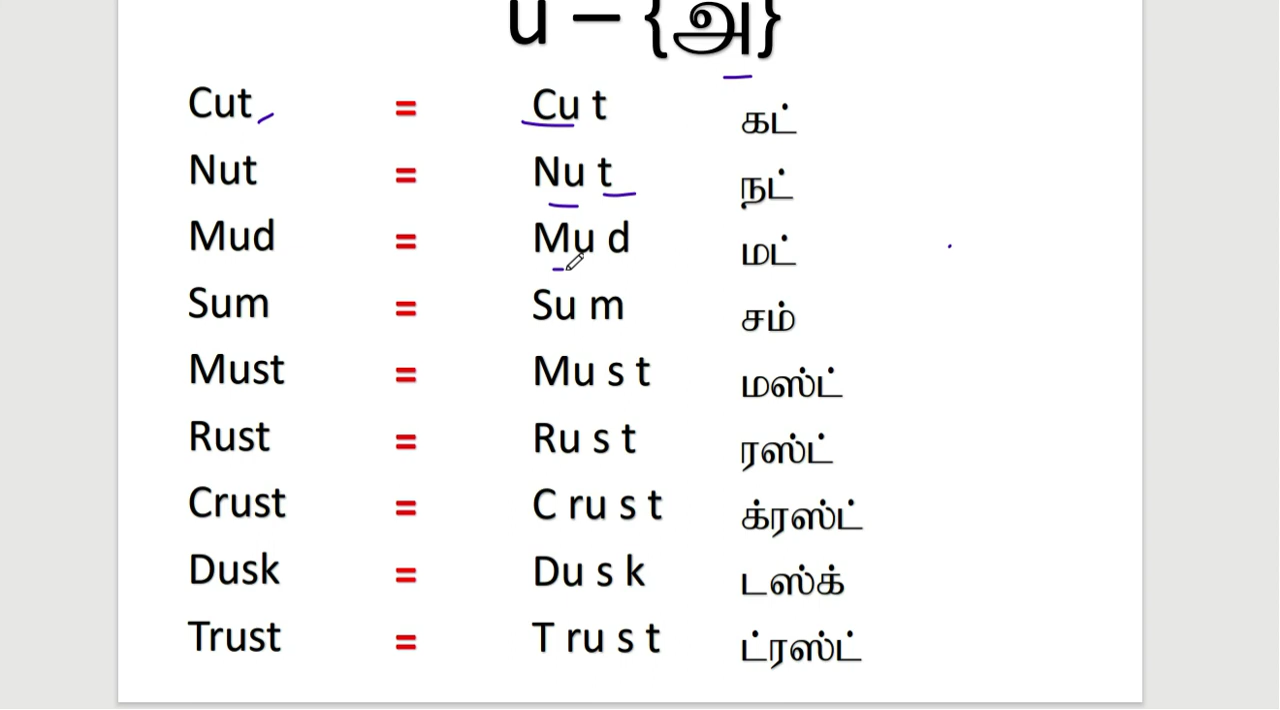 u – {அ}
Cut = Cu t கட்
Nut = Nu t நட்
Mud = Mu d மட்
Sum = Su m சம்
Must = Mu s t மஸ்ட்
Rust = Ru s t ரஸ்ட்
Crust = C ru s t க்ரஸ்ட்
Dusk = Du s k டஸ்க்
Trust = T ru s t ட்ரஸ்ட்